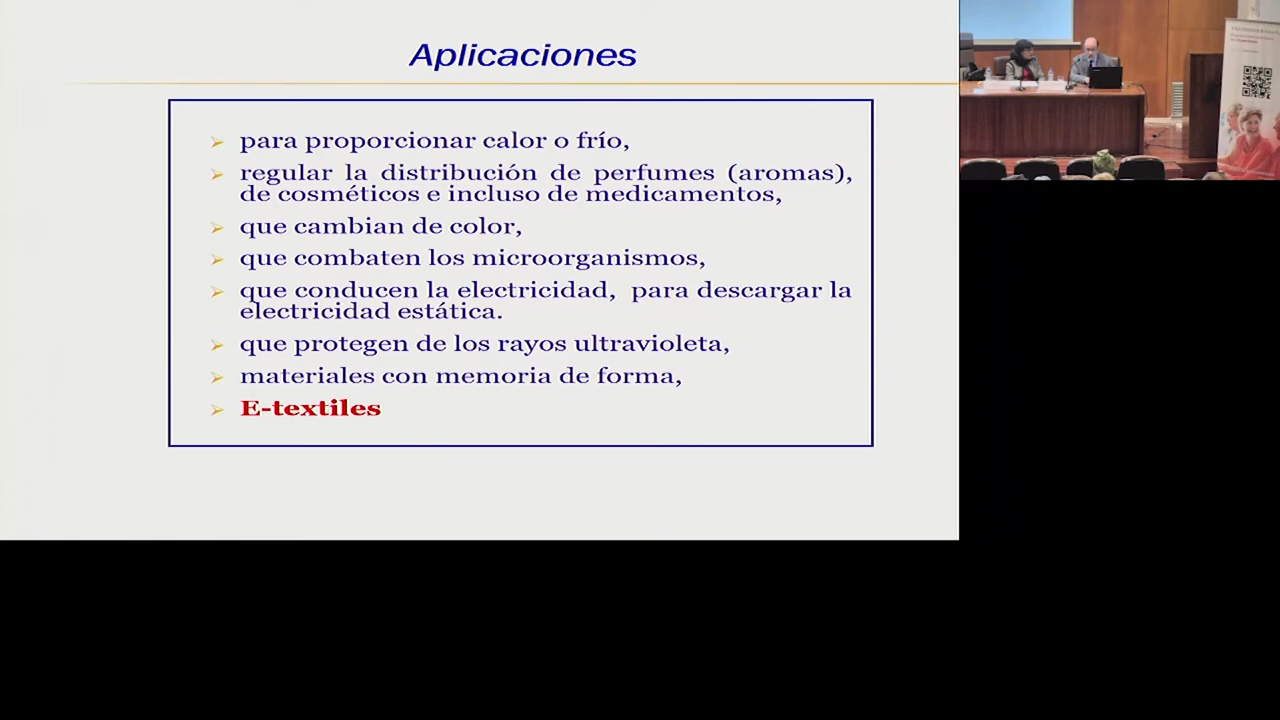 Aplicaciones
para proporcionar calor o frío,
regular la distribución de perfumes (aromas),
de cosméticos e incluso de medicamentos,
que cambian de color,
que combaten los microorganismos,
que conducen la electricidad, para descargar la
electricidad estática.
que protegen de los rayos ultravioleta,
materiales con memoria de forma,
E-textiles